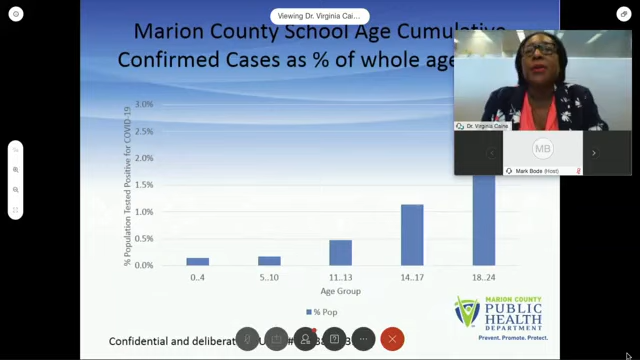 Viewing Dr. Virginia Cai...
Marion County School Age Cumulative
Confirmed Cases as % of whole age
Dr. Virginia Caine
MB
Mark Bode (Host)
% Population Tested Positive for COVID-19
3.0%
2.5%
2.0%
1.5%
1.0%
0.5%
0.0%
0..4
5..10
11..13
14..17
18..24
Age Group
% Pop
MARION COUNTY
PUBLIC
HEALTH
DEPARTMENT
Prevent. Promote. Protect.
Confidential and delibera